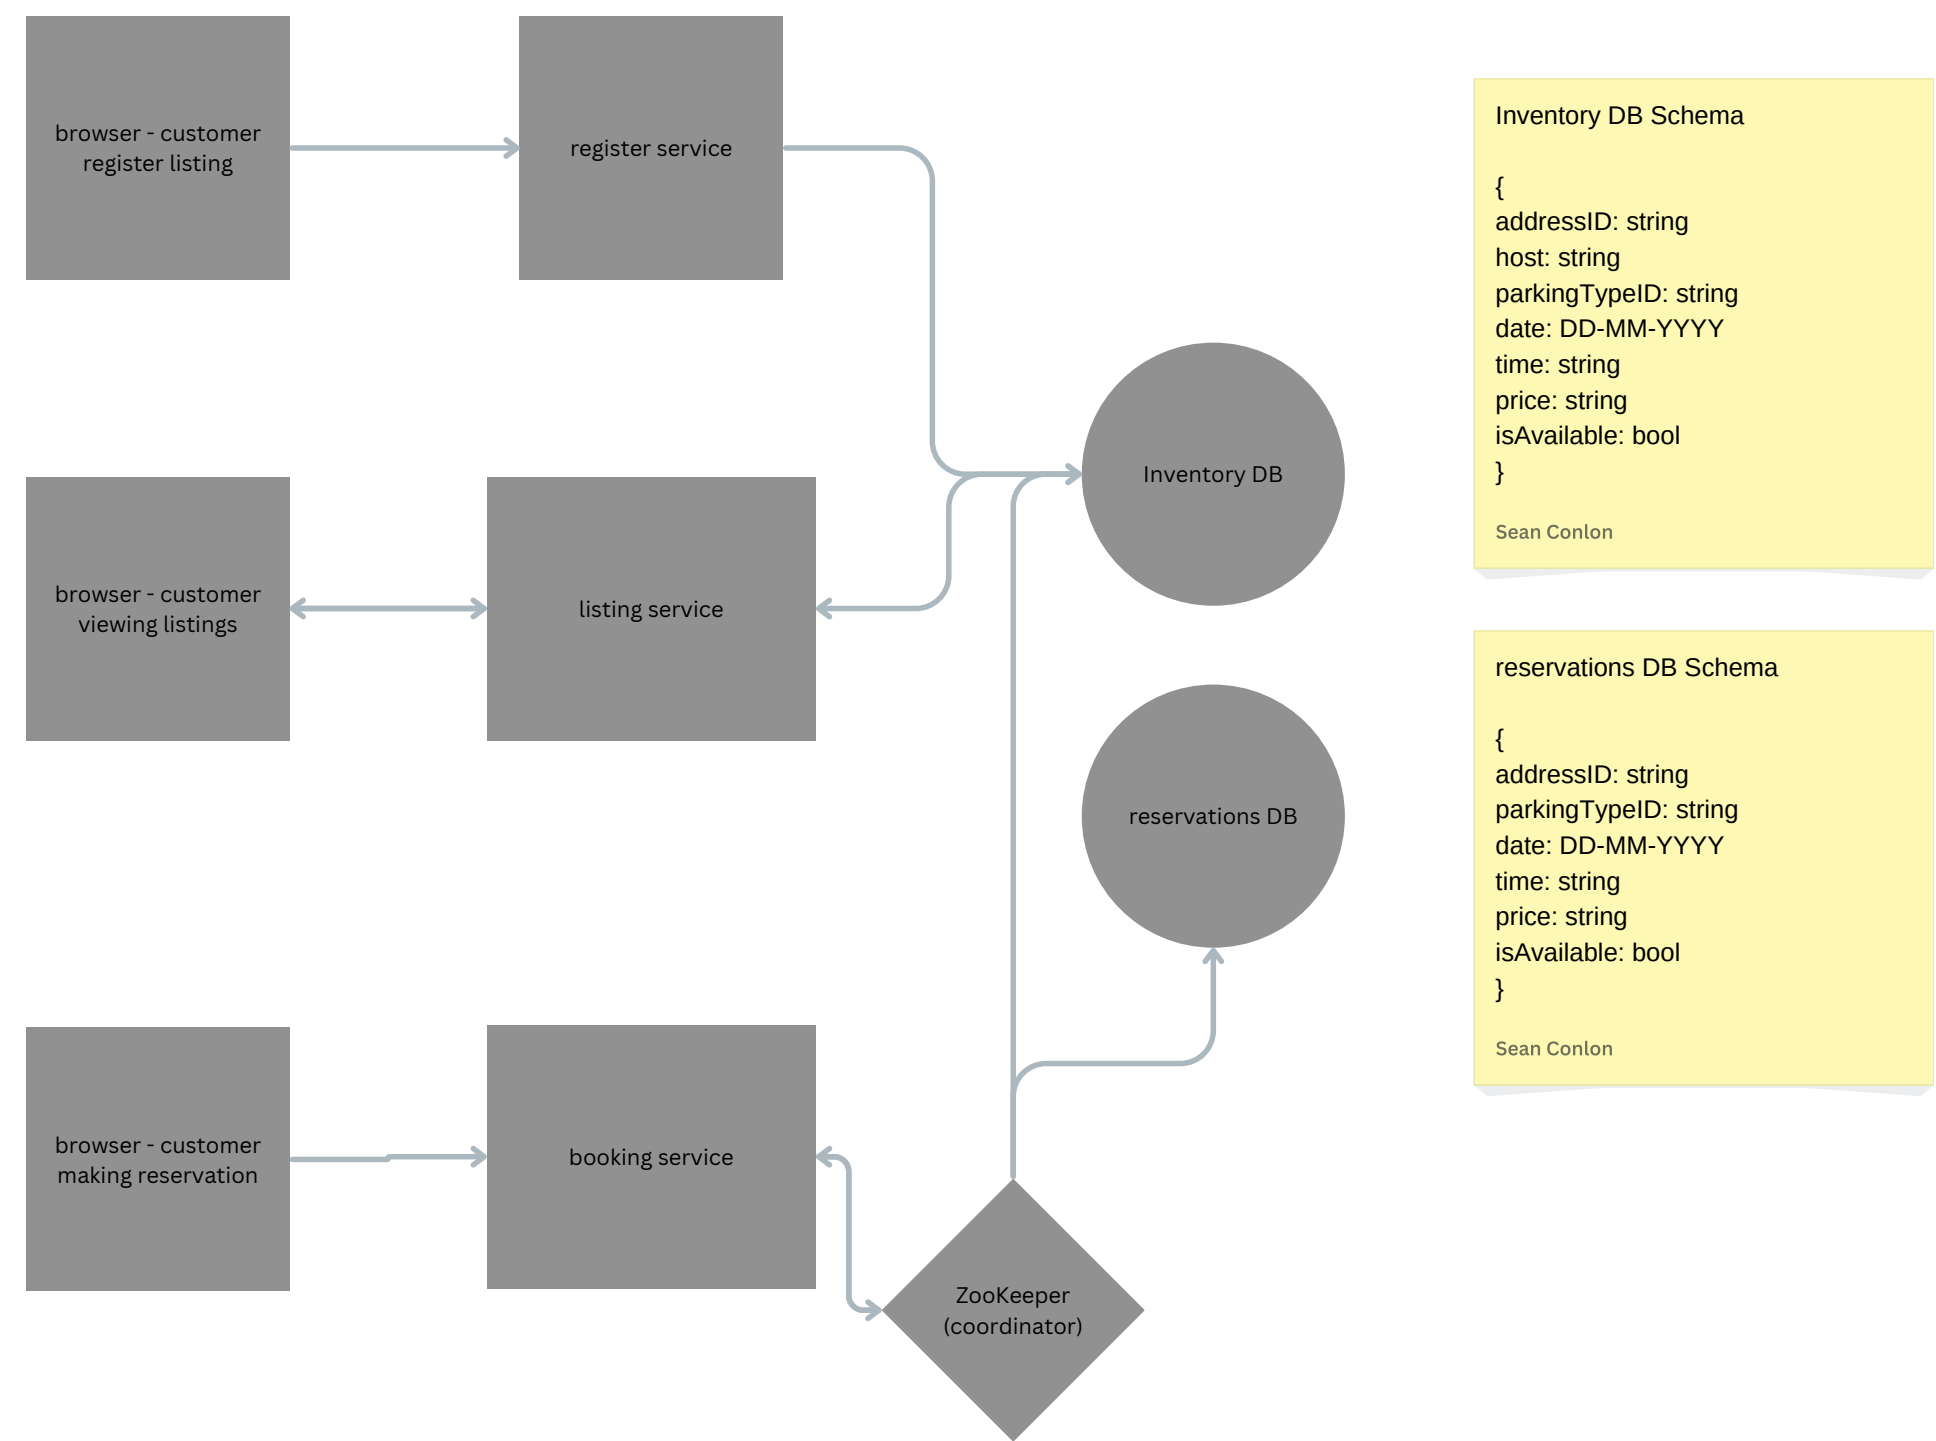 browser - customer
register listing
register service
Inventory DB Schema
{
addressID: string
host: string
parkingTypeID: string
date: DD-MM-YYYY
time: string
price: string
isAvailable: bool
}
Sean Conlon
Inventory DB
browser - customer
viewing listings
listing service
reservations DB
reservations DB Schema
{
addressID: string
parkingTypeID: string
date: DD-MM-YYYY
time: string
price: string
isAvailable: bool
}
Sean Conlon
browser - customer
making reservation
booking service
ZooKeeper
(coordinator)